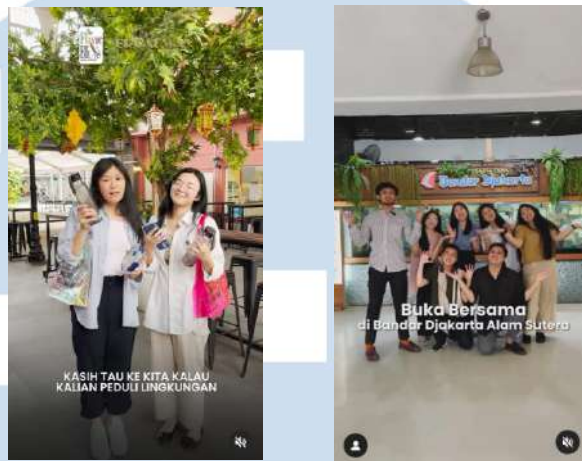 KASIH TAU KE KITA KALAU
KALIAN PEDULI LINGKUNGAN
Bandar Djakarta
Buka Bersama
di Bandar Djakarta Alam Sutera